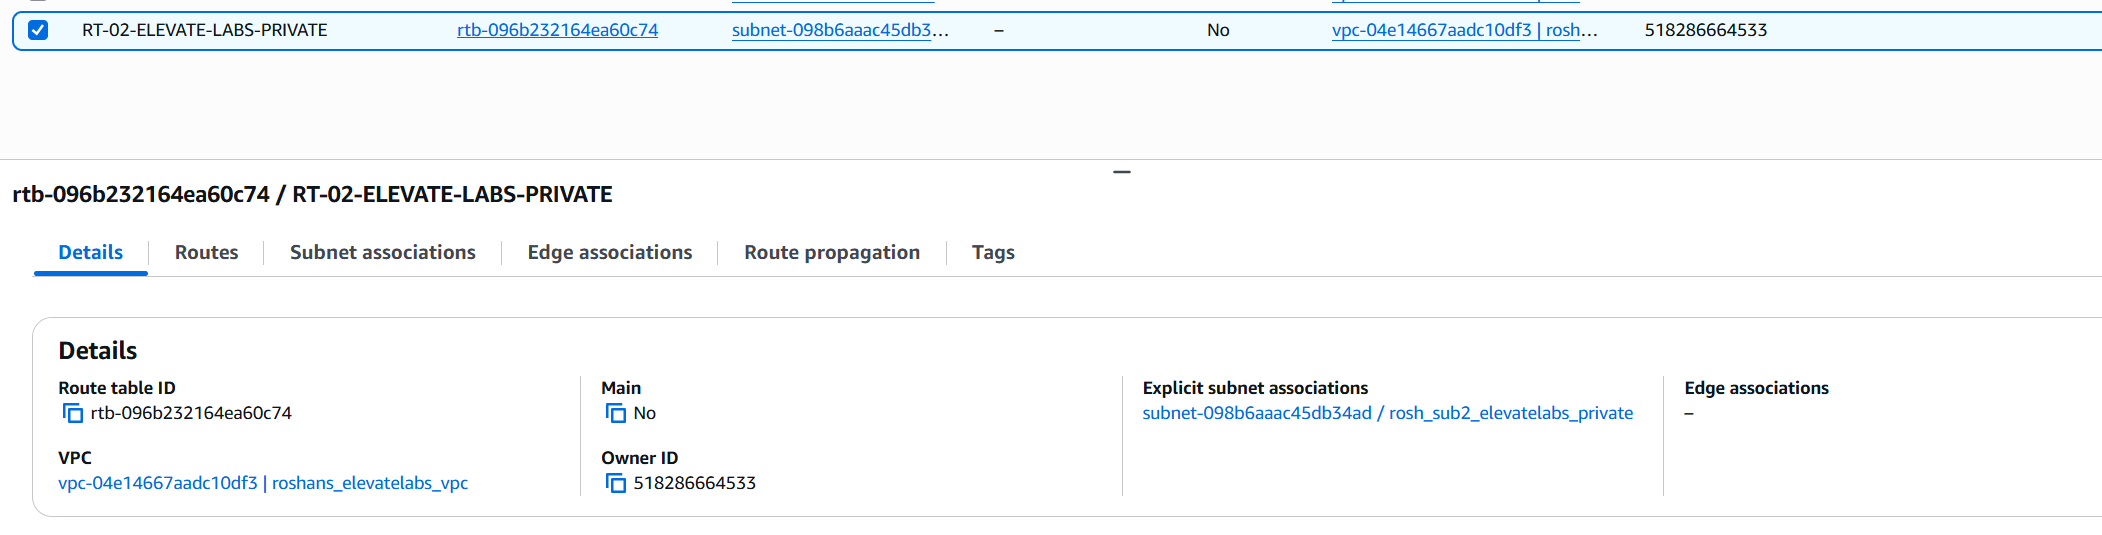 RT-02-ELEVATE-LABS-PRIVATE rtb-096b232164ea60c74 subnet-098b6aaac45db3... – No vpc-04e14667aadc10df3 | rosh... 518286664533
rtb-096b232164ea60c74 / RT-02-ELEVATE-LABS-PRIVATE
Details Routes Subnet associations Edge associations Route propagation Tags
Details
Route table ID Main Explicit subnet associations Edge associations
rtb-096b232164ea60c74 No subnet-098b6aaac45db34ad / rosh_sub2_elevatelabs_private –
VPC Owner ID
vpc-04e14667aadc10df3 | roshans_elevatelabs_vpc 518286664533